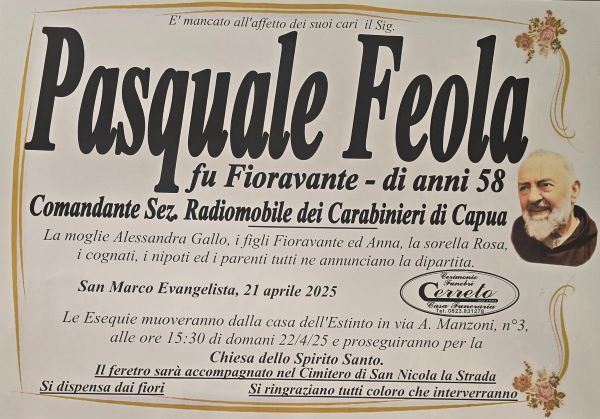 E' mancato all'affetto dei suoi cari il Sig.
Pasquale Feola
fu Fioravante - di anni 58
Comandante Sez. Radiomobile dei Carabinieri di Capua
La moglie Alessandra Gallo, i figli Fioravante ed Anna, la sorella Rosa,
i cognati, i nipoti ed i parenti tutti ne annunciano la dipartita.
San Marco Evangelista, 21 aprile 2025
Cerimonie
Funebri
Cerreto
Casa Funeraria
Tel. 0823.831278
Le Esequie muoveranno dalla casa dell'Estinto in via A. Manzoni, n°3,
alle ore 15:30 di domani 22/4/25 e proseguiranno per la
Chiesa dello Spirito Santo.
Il feretro sarà accompagnato nel Cimitero di San Nicola la Strada
Si dispensa dai fiori
Si ringraziano tutti coloro che interverranno